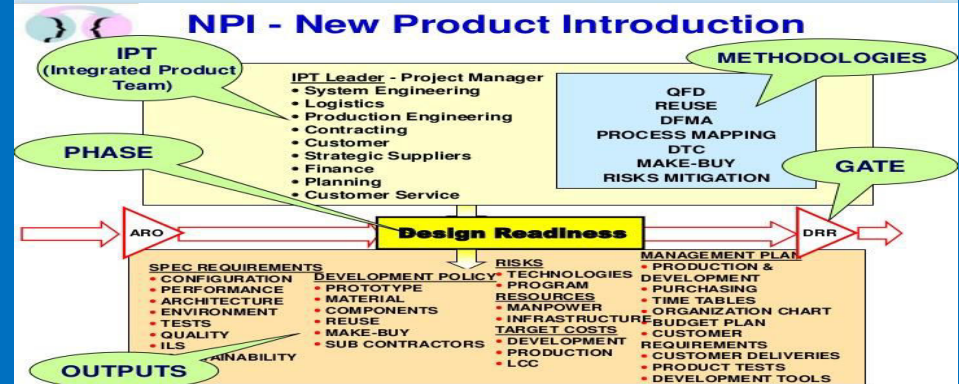 NPI - New Product Introduction
IPT
(Integrated Product
Team)
METHODOLOGIES
IPT Leader - Project Manager
• System Engineering
• Logistics
• Production Engineering
• Contracting
• Customer
• Strategic Suppliers
• Finance
• Planning
• Customer Service
QFD
REUSE
DFMA
PROCESS MAPPING
DTC
MAKE-BUY
RISKS MITIGATION
PHASE
GATE
ARO
Design Readiness
DRR
SPEC REQUIREMENTS
• CONFIGURATION
• PERFORMANCE
• ARCHITECTURE
• ENVIRONMENT
• TESTS
• QUALITY
• ILS
DEVELOPMENT POLICY
• PROTOTYPE
• MATERIAL
• COMPONENTS
• REUSE
• MAKE-BUY
• SUB CONTRACTORS
RISKS
• TECHNOLOGIES
• PROGRAM
RESOURCES
• MANPOWER
• INFRASTRUCTURE
TARGET COSTS
• DEVELOPMENT
• PRODUCTION
• LCC
MANAGEMENT PLAN
• PRODUCTION &
DEVELOPMENT
• PURCHASING
• TIME TABLES
• ORGANIZATION CHART
• BUDGET PLAN
• CUSTOMER
REQUIREMENTS
• CUSTOMER DELIVERIES
• PRODUCT TESTS
• DEVELOPMENT TOOLS
OUTPUTS